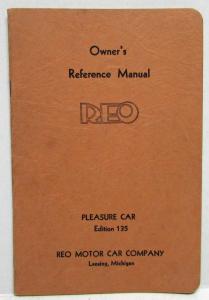 Owner's
Reference Manual
REO
PLEASURE CAR
Edition 135
REO MOTOR CAR COMPANY
Lansing, Michigan